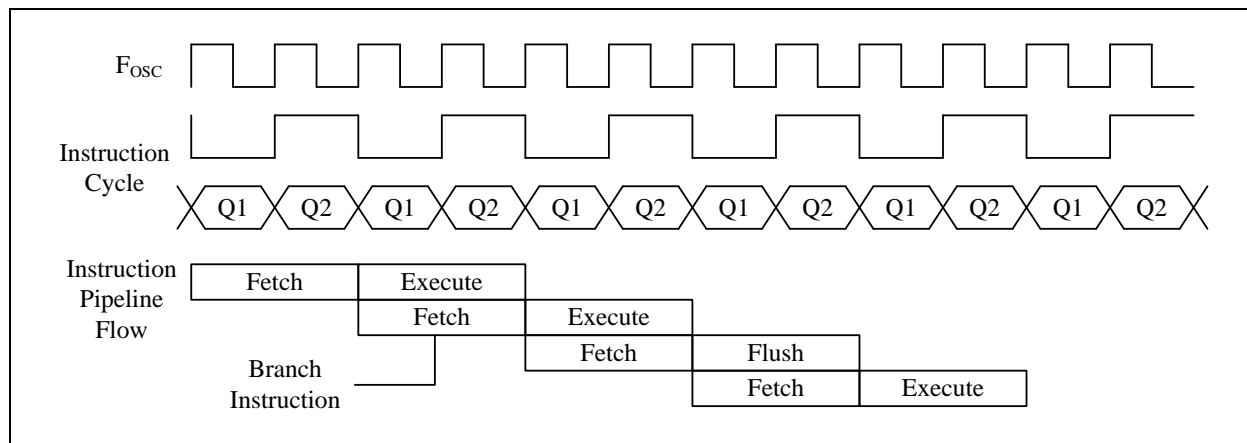 FOSC
Instruction
Cycle
Q1 Q2 Q1 Q2 Q1 Q2 Q1 Q2 Q1 Q2 Q1 Q2
Instruction
Pipeline
Flow
Fetch Execute
Fetch Execute
Fetch Flush
Fetch Execute
Branch
Instruction